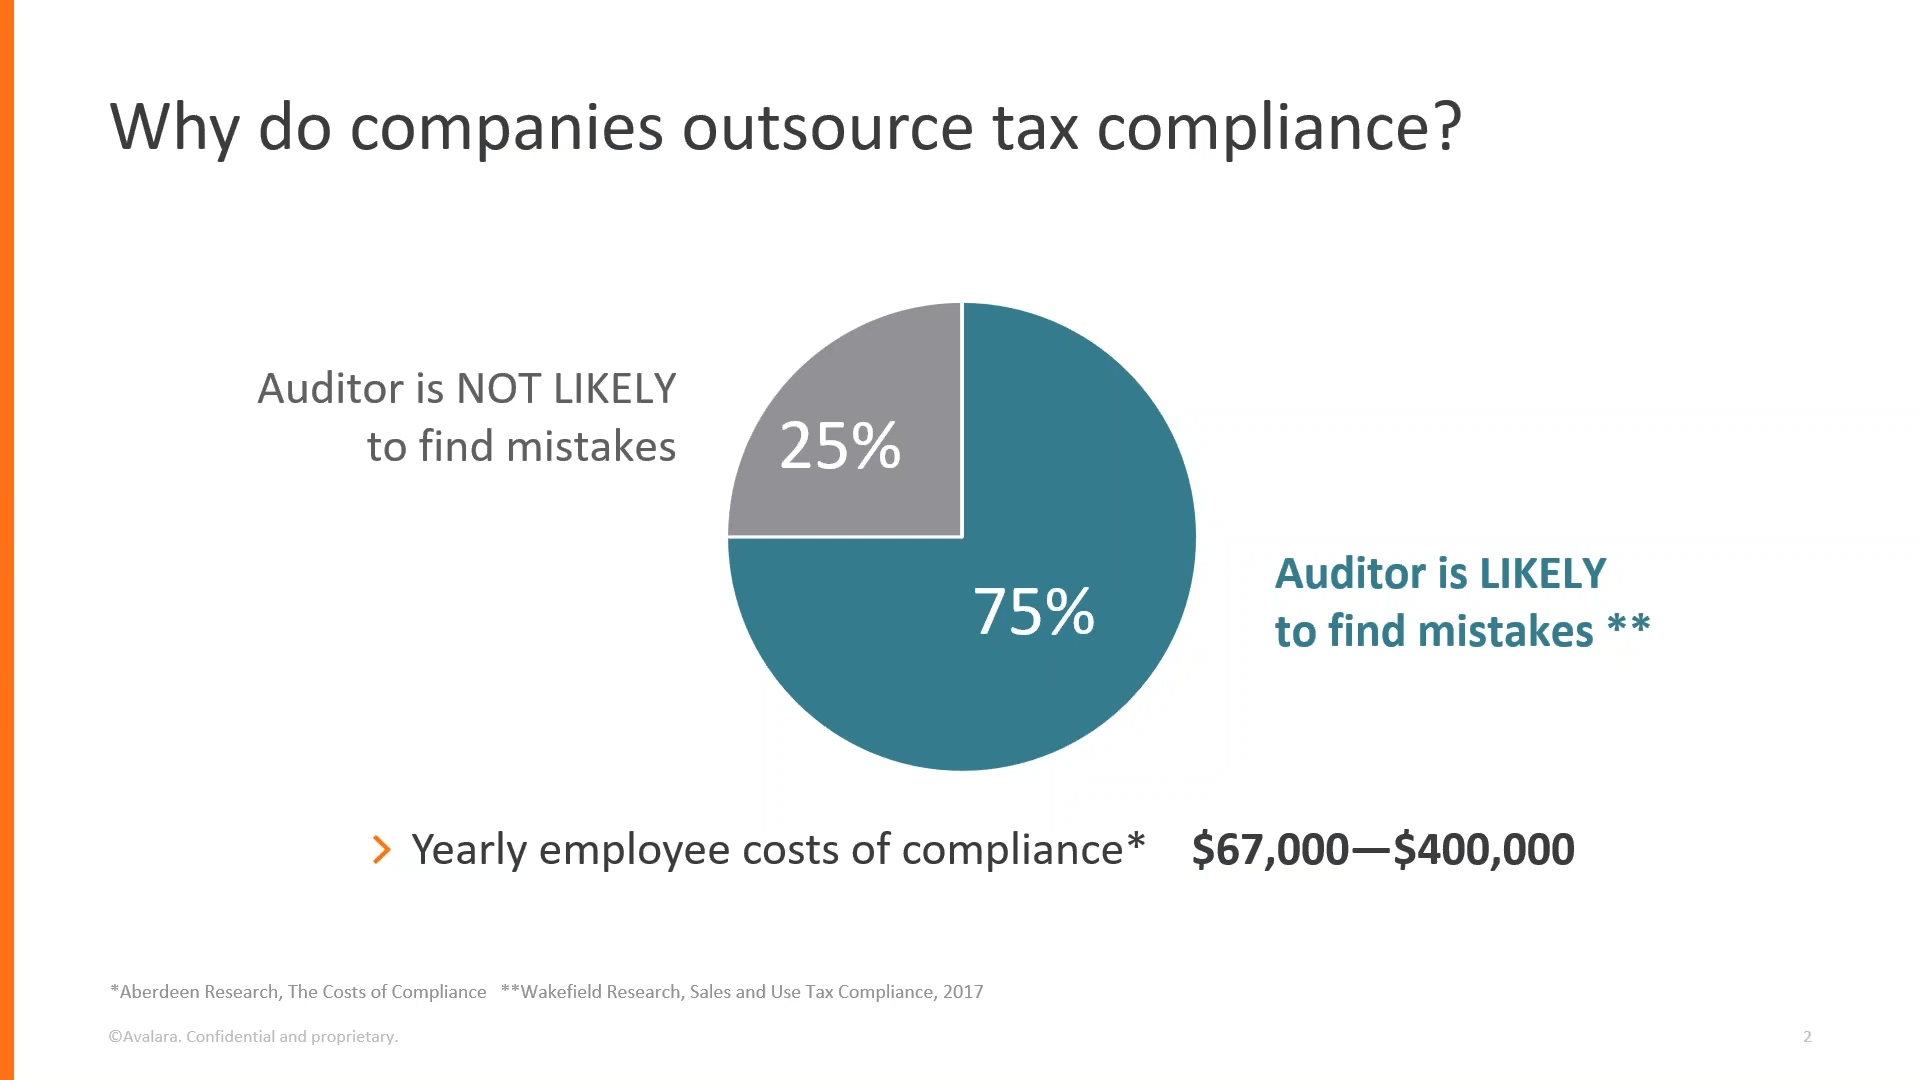 Why do companies outsource tax compliance?
Auditor is NOT LIKELY
to find mistakes
25%
75%
Auditor is LIKELY
to find mistakes **
Yearly employee costs of compliance* $67,000—$400,000
*Aberdeen Research, The Costs of Compliance **Wakefield Research, Sales and Use Tax Compliance, 2017
©Avalara. Confidential and proprietary.
2